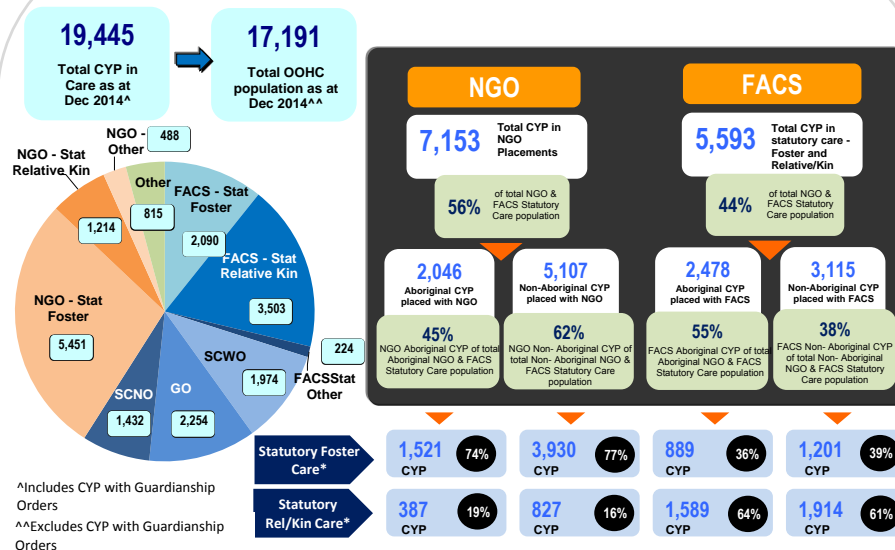 19,445
Total CYP in
Care as at
Dec 2014^
17,191
Total OOHC
population as at
Dec 2014^^
NGO -
Other
488
NGO - Stat
Relative Kin
1,214
Other
815
FACS - Stat
Foster
2,090
FACS - Stat
Relative Kin
3,503
224
FACSStat
Other
SCWO
1,974
GO
2,254
SCNO
1,432
NGO - Stat
Foster
5,451
^Includes CYP with Guardianship
Orders
^^Excludes CYP with Guardianship
Orders
NGO
7,153
Total CYP in
NGO
Placements
56%
of total NGO &
FACS Statutory
Care population
2,046
Aboriginal CYP
placed with NGO
5,107
Non-Aboriginal CYP
placed with NGO
45%
NGO Aboriginal CYP of total
Aboriginal NGO & FACS
Statutory Care population
62%
NGO Non- Aboriginal CYP of
total Non- Aboriginal NGO &
FACS Statutory Care
population
FACS
5,593
Total CYP in
statutory care -
Foster and
Relative/Kin
44%
of total NGO &
FACS Statutory
Care population
2,478
Aboriginal CYP
placed with FACS
3,115
Non-Aboriginal CYP
placed with FACS
55%
FACS Aboriginal CYP of total
Aboriginal NGO & FACS
Statutory Care population
38%
FACS Non- Aboriginal CYP
of total Non- Aboriginal
NGO & FACS Statutory
Care population
Statutory Foster
Care*
1,521
CYP
74%
3,930
CYP
77%
889
CYP
36%
1,201
CYP
39%
Statutory
Rel/Kin Care*
387
CYP
19%
827
CYP
16%
1,589
CYP
64%
1,914
CYP
61%